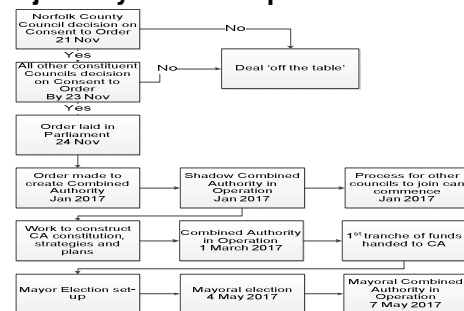 Norfolk County
Council decision on
Consent to Order
21 Nov
No
Deal 'off the table'
Yes
All other constituent
Councils decision
on Consent to
Order
By 23 Nov
No
Yes
Order laid in
Parliament
24 Nov
Order made to
create Combined
Authority
Jan 2017
Shadow Combined
Authority in
Operation
Jan 2017
Process for other
councils to join can
commence
Jan 2017
Work to construct
CA constitution,
strategies and
plans
Combined Authority
in Operation
1 March 2017
1st tranche of funds
handed to CA
Mayor Election set-
up
Mayoral election
4 May 2017
Mayoral Combined
Authority in
Operation
7 May 2017